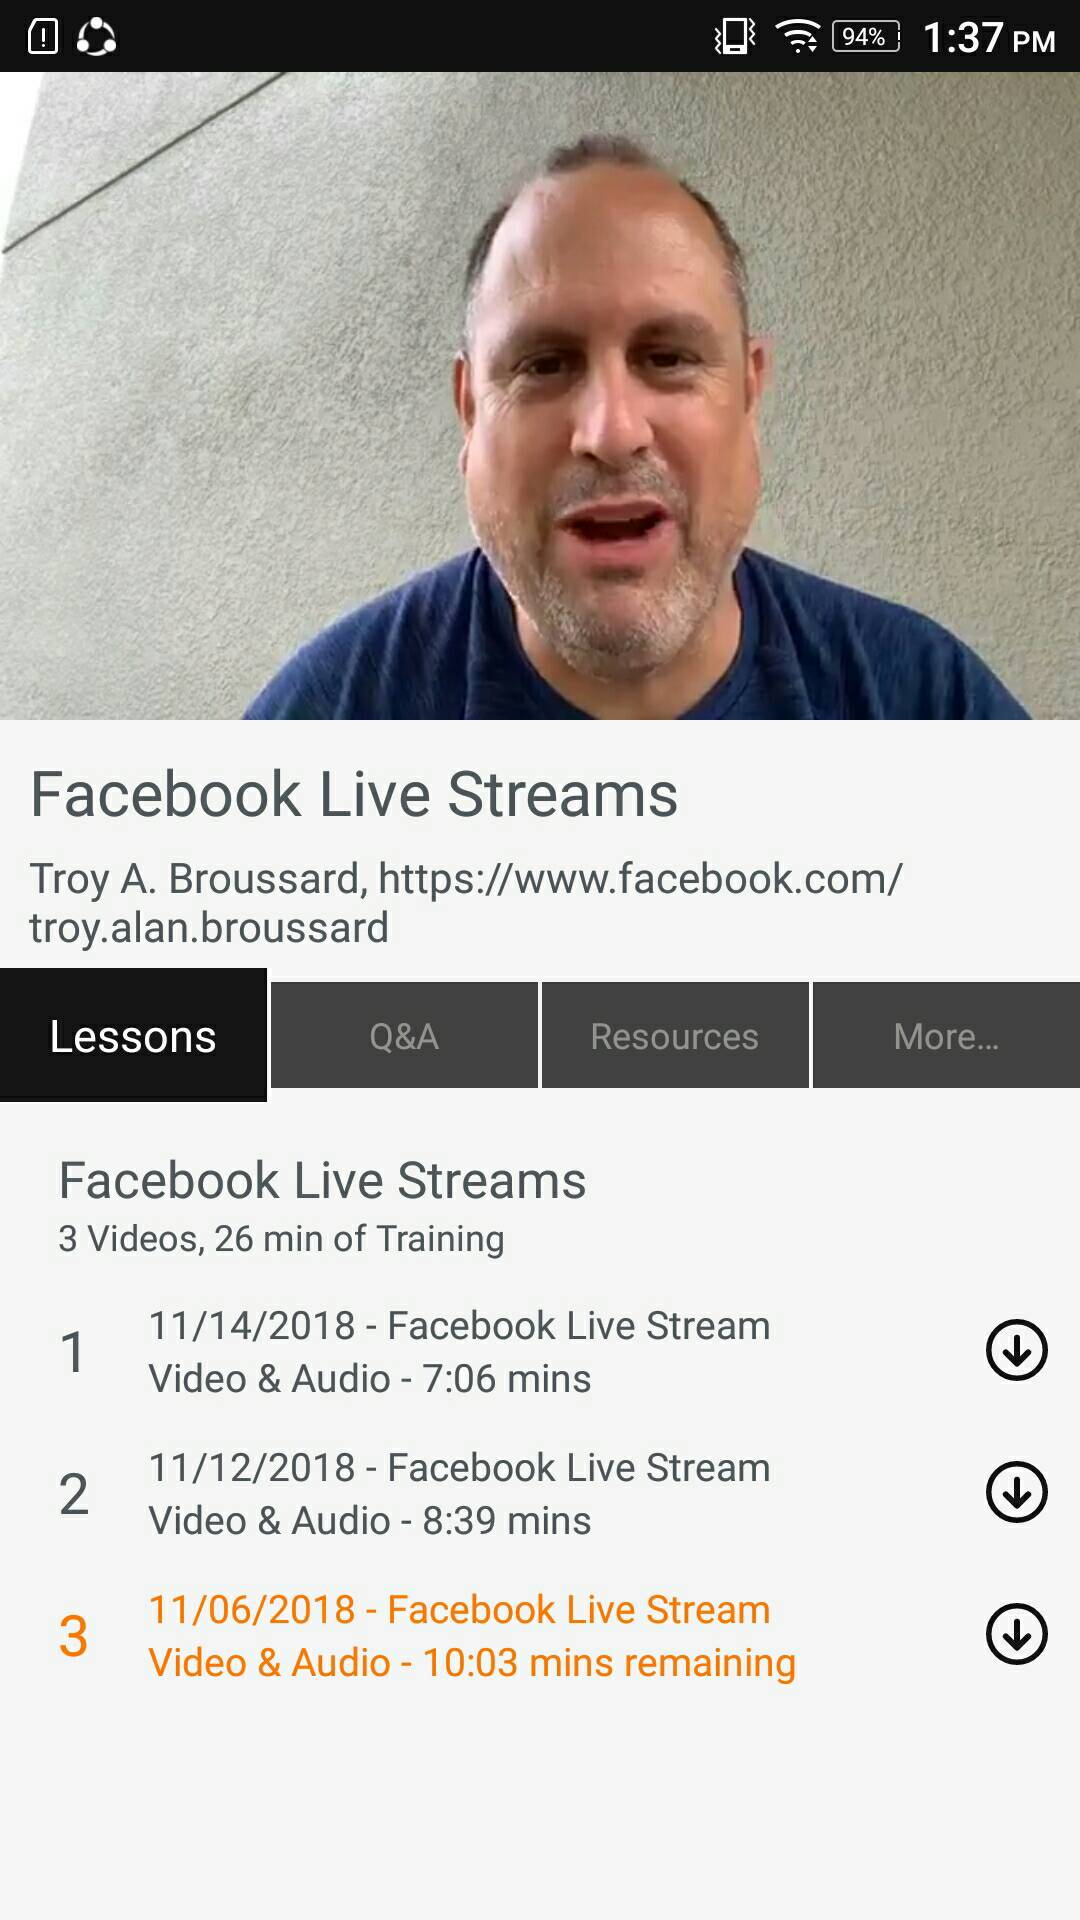 94%
1:37 PM
Facebook Live Streams
Troy A. Broussard, https://www.facebook.com/
troy.alan.broussard
Lessons
Q&A
Resources
More...
Facebook Live Streams
3 Videos, 26 min of Training
1
11/14/2018 - Facebook Live Stream
Video & Audio - 7:06 mins
2
11/12/2018 - Facebook Live Stream
Video & Audio - 8:39 mins
3
11/06/2018 - Facebook Live Stream
Video & Audio - 10:03 mins remaining